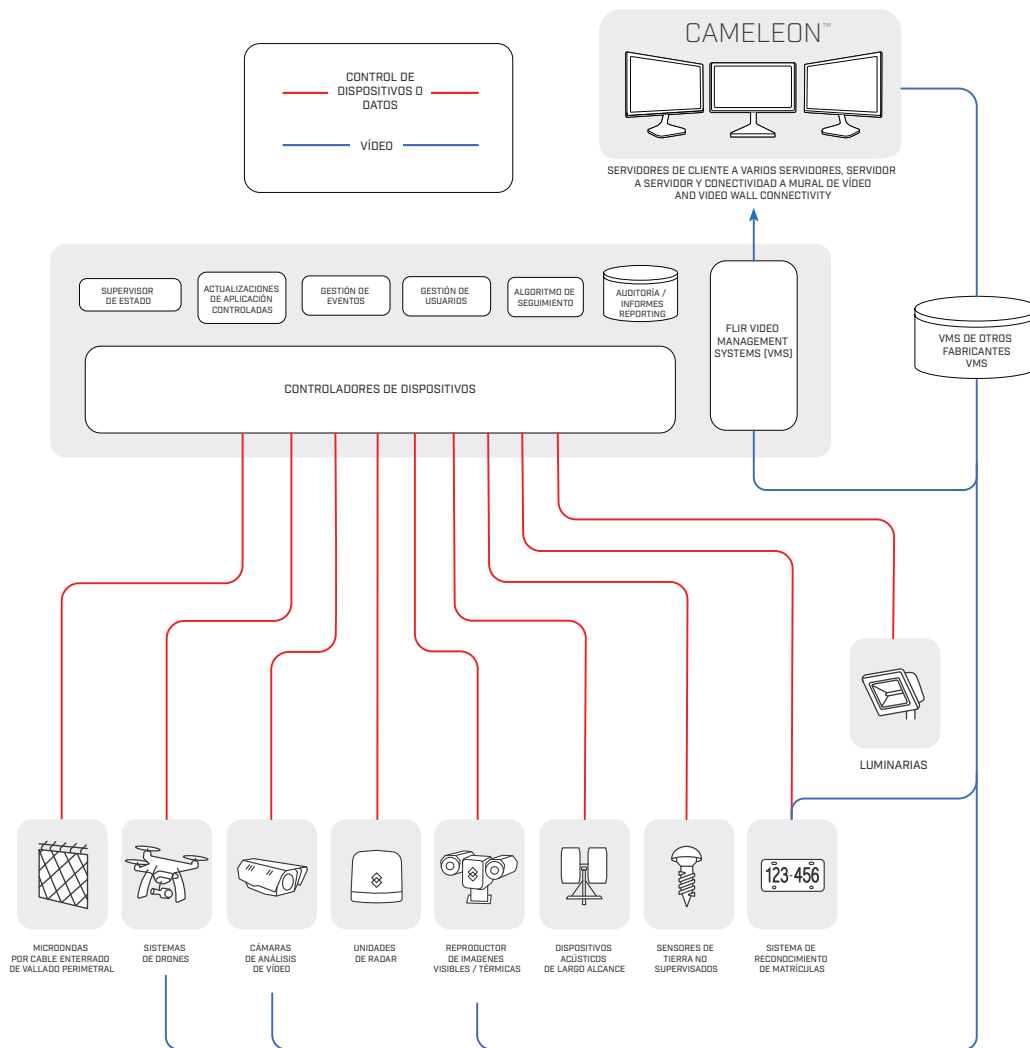 CAMELEON™
CONTROL DE
DISPOSITIVOS O
DATOS
VÍDEO
SERVIDORES DE CLIENTE A VARIOS SERVIDORES, SERVIDOR
A SERVIDOR Y CONECTIVIDAD A MURAL DE VÍDEO
AND VIDEO WALL CONNECTIVITY
SUPERVISOR
DE ESTADO
ACTUALIZACIONES
DE APLICACIÓN
CONTROLADAS
GESTIÓN DE
EVENTOS
GESTIÓN DE
USUARIOS
ALGORITMO DE
SEGUIMIENTO
AUDITORÍA /
INFORMES
REPORTING
FLIR VIDEO
MANAGEMENT
SYSTEMS (VMS)
VMS DE OTROS
FABRICANTES
VMS
CONTROLADORES DE DISPOSITIVOS
LUMINARIAS
123-456
MICROONDAS
POR CABLE ENTERRADO
DE VALLADO PERIMETRAL
SISTEMAS
DE DRONES
CÁMARAS
DE ANÁLISIS
DE VÍDEO
UNIDADES
DE RADAR
REPRODUCTOR
DE IMAGENES
VISIBLES / TÉRMICAS
DISPOSITIVOS
ACÚSTICOS
DE LARGO ALCANCE
SENSORES DE
TIERRA NO
SUPERVISADOS
SISTEMA DE
RECONOCIMIENTO
DE MATRÍCULAS